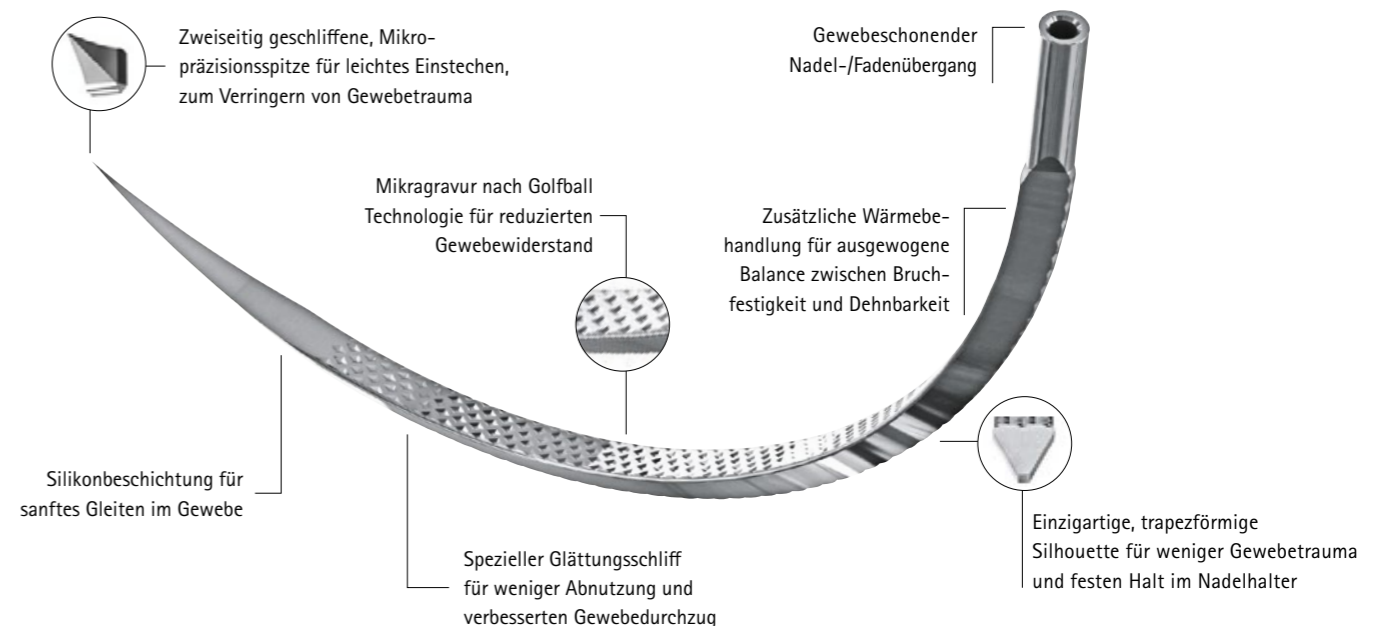 Zweiseitig geschliffene, Mikro-
präzisionsspitze für leichtes Einstechen,
zum Verringern von Gewebetrauma
Gewebeschonender
Nadel-/Fadenübergang
Mikragravur nach Golfball
Technologie für reduzierten
Gewebewiderstand
Zusätzliche Wärmebe-
handlung für ausgewogene
Balance zwischen Bruch-
festigkeit und Dehnbarkeit
Silikonbeschichtung für
sanftes Gleiten im Gewebe
Spezieller Glättungsschliff
für weniger Abnutzung und
verbesserten Gewebedurchzug
Einzigartige, trapezförmige
Silhouette für weniger Gewebetrauma
und festen Halt im Nadelhalter